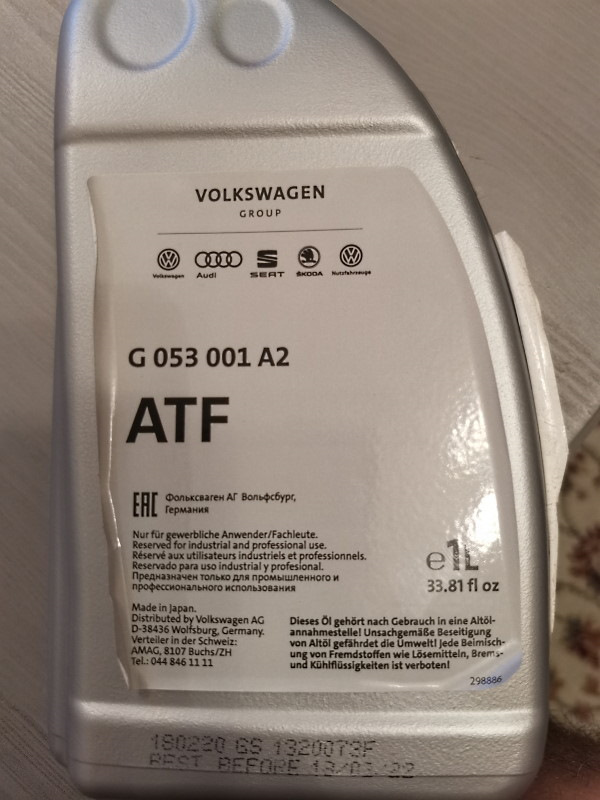 VOLKSWAGEN
GROUP
Volkswagen Audi SEAT ŠKODA Nutzfahrzeuge
G 053 001 A2
ATF
EAC Фольксваген АГ Вольфсбург,
Германия
Nur für gewerbliche Anwender/Fachleute.
Reserved for industrial and professional use.
Réservé aux utilisateurs industriels et professionnels.
Reservado para uso industrial y profesional.
Предназначен только для промышленного и
профессионального использования
e 1L
33.81 fl oz
Made in Japan.
Distributed by Volkswagen AG
D-38436 Wolfsburg, Germany.
Verteiler in der Schweiz:
AMAG, 8107 Buchs/ZH
Tel.: 044 846 11 11
Dieses Öl gehört nach Gebrauch in eine Altöl-
annahmestelle! Unsachgemäße Beseitigung
von Altöl gefährdet die Umwelt! Jede Beimisch-
ung von Fremdstoffen wie Lösemitteln, Brems-
und Kühlflüssigkeiten ist verboten!
298886
180220 GS 1320073F
BEST BEFORE 18/03/22